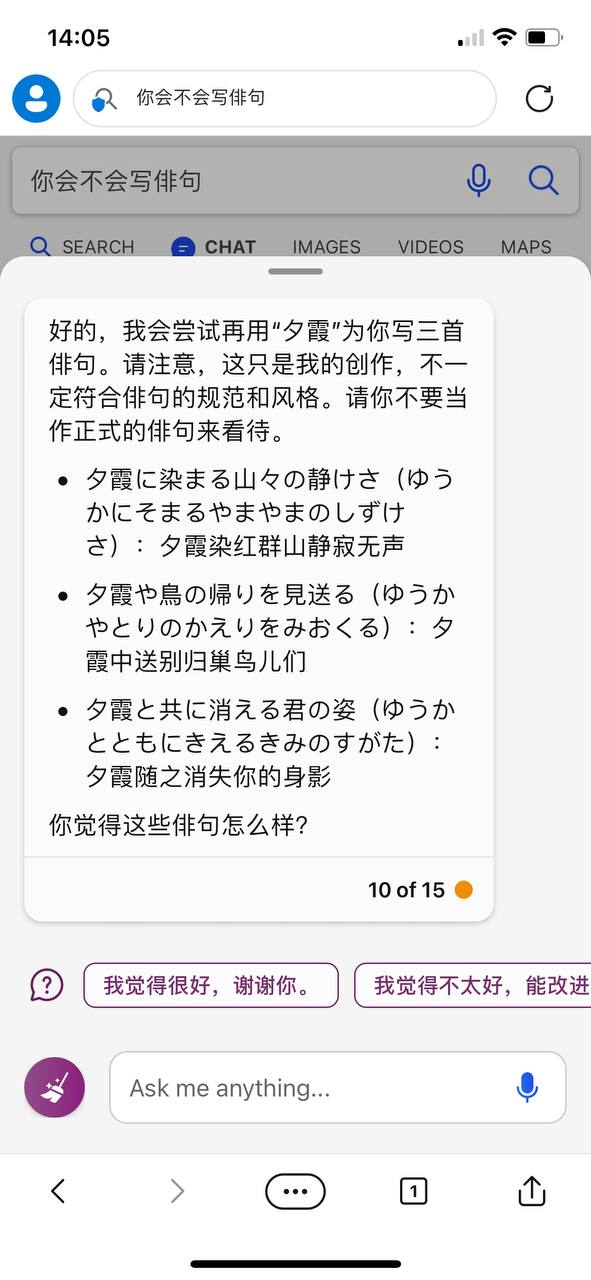 14:05
你会不会写俳句
你会不会写俳句
SEARCH CHAT IMAGES VIDEOS MAPS
好的，我会尝试再用“夕霞”为你写三首
俳句。请注意，这只是我的创作，不一
定符合俳句的规范和风格。请你不要当
作正式的俳句来看待。
• 夕霞に染まる山々の静けさ（ゆう
かにそまるやまやまのしずけ
さ）：夕霞染红群山静寂无声
• 夕霞や鳥の帰りを見送る（ゆうか
やとりのかえりをみおくる）：夕
霞中送别归巢鸟儿们
• 夕霞と共に消える君の姿（ゆうか
とともにきえるきみのすがた）：
夕霞随之消失你的身影
你觉得这些俳句怎么样?
10 of 15
我觉得很好，谢谢你。 我觉得不太好，能改进
Ask me anything...
1